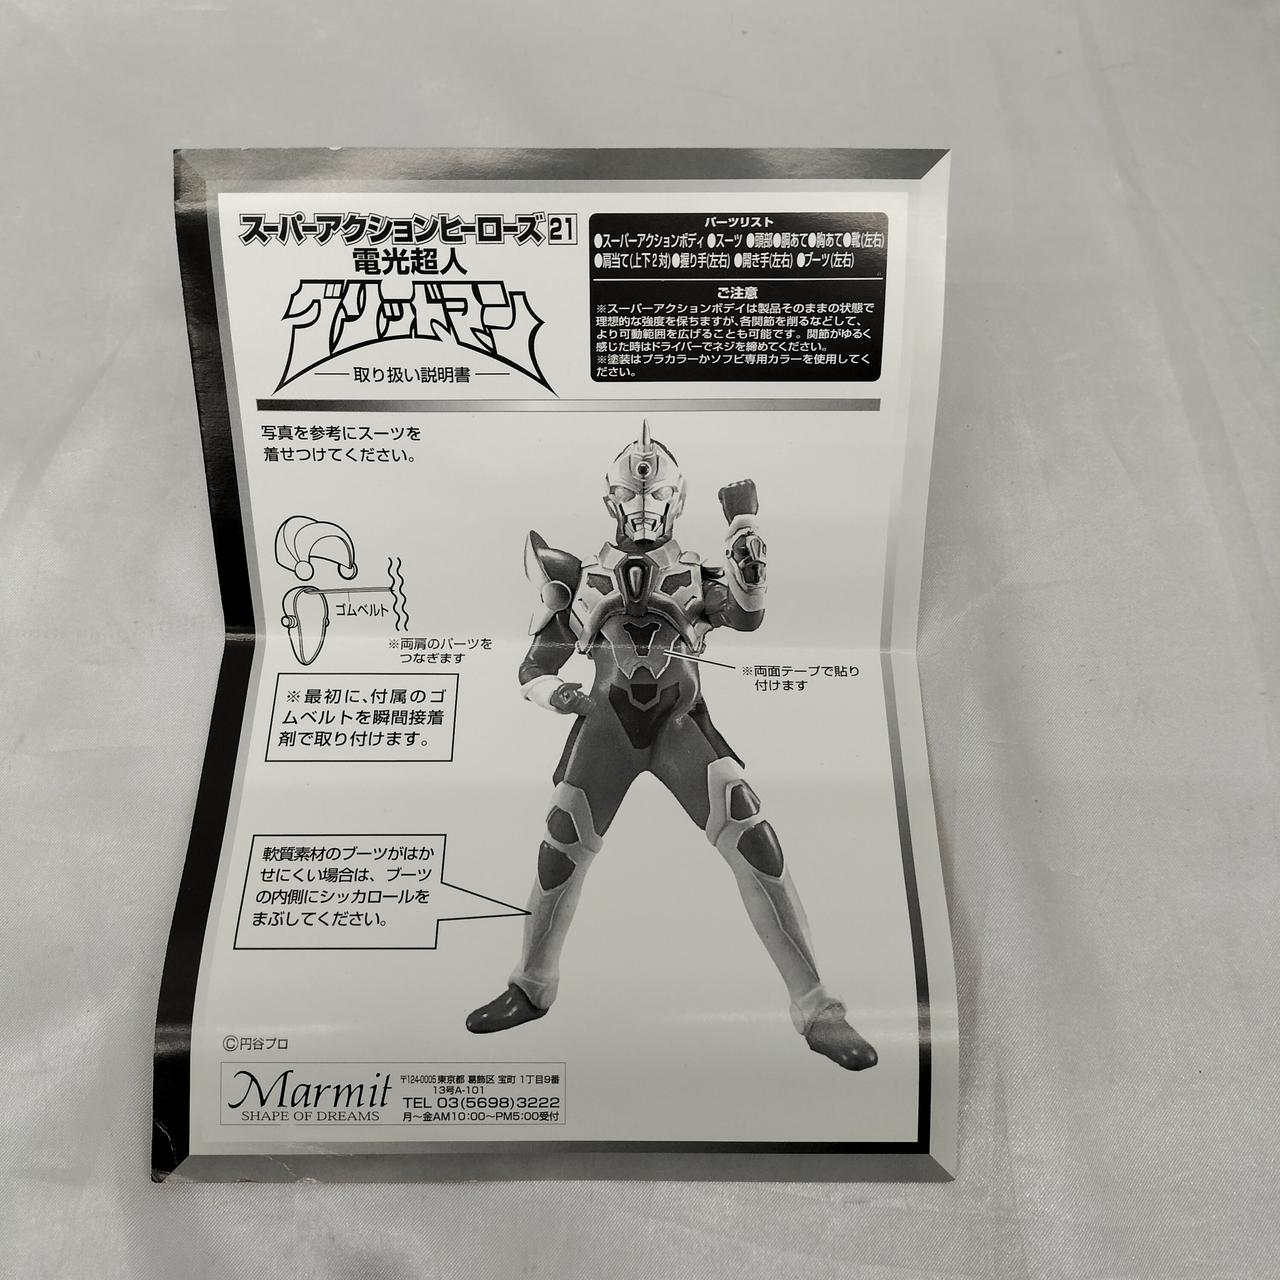 スーパーアクションヒーローズ21
電光超人
グリッドマン
取り扱い説明書
パーツリスト
●スーパーアクションボディ ●スーツ ●頭部●胴あて●胸あて●靴(左右)
●肩当て(上下2対)●握り手(左右) ●開き手(左右) ●ブーツ(左右)
ご注意
※スーパーアクションボデイは製品そのままの状態で
理想的な強度を保ちますが、各関節を削るなどして、
より可動範囲を広げることも可能です。関節がゆるく
感じた時はドライバーでネジを締めてください。
※塗装はプラカラーかソフビ専用カラーを使用してく
ださい。
写真を参考にスーツを
着せつけてください。
ゴムベルト
※両肩のパーツを
つなぎます
※両面テープで貼り
付けます
※最初に、付属のゴ
ムベルトを瞬間接着
剤で取り付けます。
軟質素材のブーツがはか
せにくい場合は、ブーツ
の内側にシッカロールを
まぶしてください。
©円谷プロ
Marmit
SHAPE OF DREAMS
〒124-0005 東京都 葛飾区 宝町 1丁目9番
13号A-101
TEL 03(5698)3222
月〜金AM10:00〜PM5:00受付